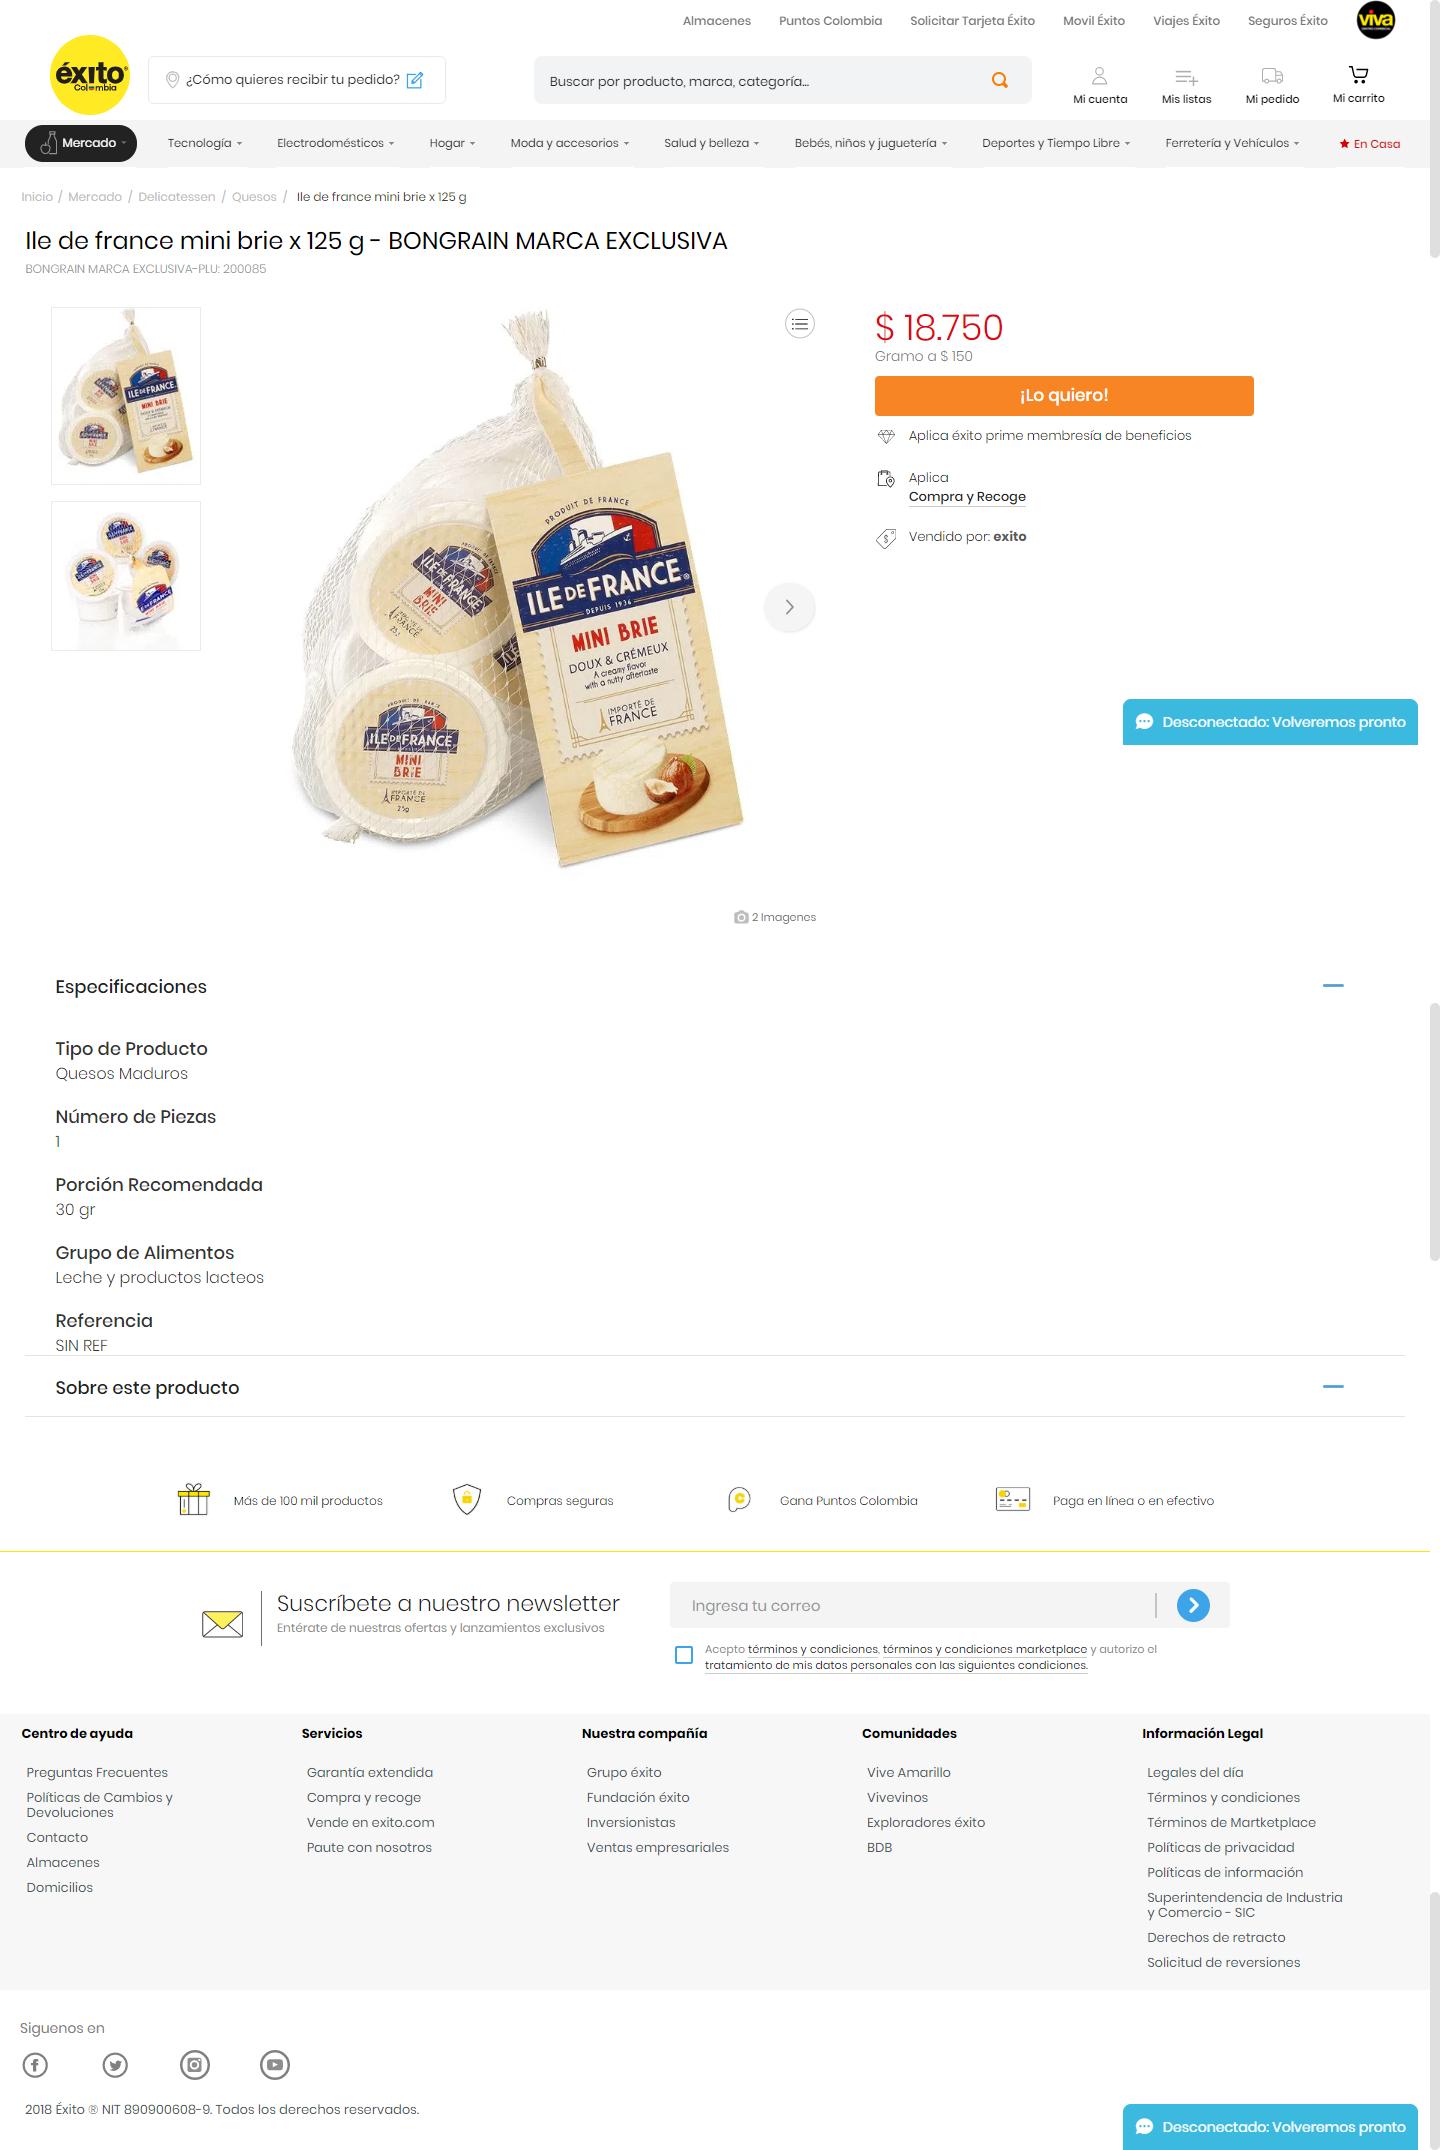 Almacenes Puntos Colombia Solicitar Tarjeta Éxito Movil Éxito Viajes Éxito Seguros Éxito viva
éxito
Colombia
¿Cómo quieres recibir tu pedido?
Buscar por producto, marca, categoría...
Mi cuenta Mis listas Mi pedido Mi carrito
Mercado Tecnología Electrodomésticos Hogar Moda y accesorios Salud y belleza Bebés, niños y juguetería Deportes y Tiempo Libre Ferretería y Vehículos En Casa
Inicio / Mercado / Delicatessen / Quesos / Ile de france mini brie x 125 g
Ile de france mini brie x 125 g - BONGRAIN MARCA EXCLUSIVA
BONGRAIN MARCA EXCLUSIVA-PLU: 200085
PRODUIT DE FRANCE
ILE DE FRANCE®
DEPUIS 1936
MINI BRIE
DOUX & CRÉMEUX
A creamy flavor
with a nutty aftertaste
IMPORTÉ DE
FRANCE
ILE DE FRANCE
MINI
BRIE
IMPORTÉ DE
FRANCE
25g
ILE DE FRANCE
MINI
BRIE
IMPORTÉ DE
FRANCE
25g
2 Imagenes
$ 18.750
Gramo a $ 150
¡Lo quiero!
Aplica éxito prime membresía de beneficios
Aplica
Compra y Recoge
Vendido por: exito
Desconectado: Volveremos pronto
Especificaciones
Tipo de Producto
Quesos Maduros
Número de Piezas
1
Porción Recomendada
30 gr
Grupo de Alimentos
Leche y productos lacteos
Referencia
SIN REF
Sobre este producto
Más de 100 mil productos Compras seguras Gana Puntos Colombia Paga en línea o en efectivo
Suscríbete a nuestro newsletter
Entérate de nuestras ofertas y lanzamientos exclusivos
Ingresa tu correo
Acepto términos y condiciones, términos y condiciones marketplace y autorizo el
tratamiento de mis datos personales con las siguientes condiciones.
Centro de ayuda
Preguntas Frecuentes
Políticas de Cambios y
Devoluciones
Contacto
Almacenes
Domicilios
Servicios
Garantía extendida
Compra y recoge
Vende en exito.com
Paute con nosotros
Nuestra compañía
Grupo éxito
Fundación éxito
Inversionistas
Ventas empresariales
Comunidades
Vive Amarillo
Vivevinos
Exploradores éxito
BDB
Información Legal
Legales del día
Términos y condiciones
Términos de Martketplace
Políticas de privacidad
Políticas de información
Superintendencia de Industria
y Comercio - SIC
Derechos de retracto
Solicitud de reversiones
Siguenos en
2018 Éxito ® NIT 890900608-9. Todos los derechos reservados.
Desconectado: Volveremos pronto